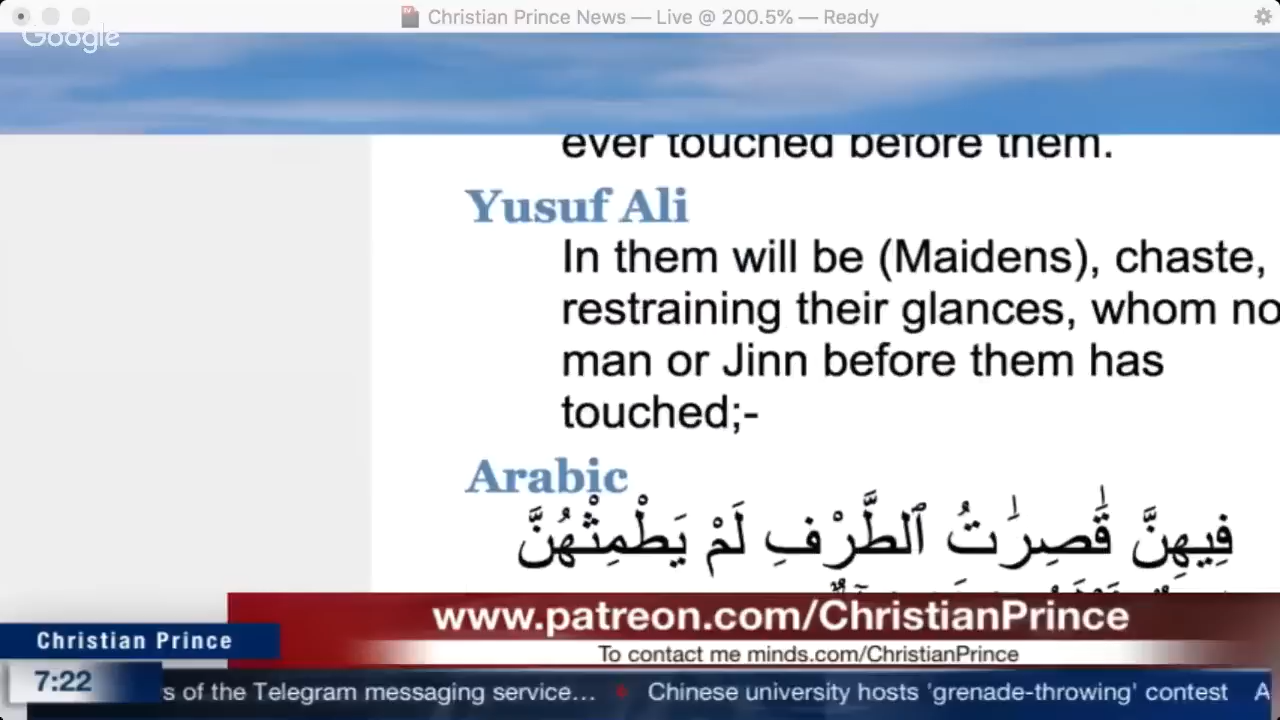 Christian Prince News — Live @ 200.5% — Ready
Google
ever touched before them.
Yusuf Ali
In them will be (Maidens), chaste,
restraining their glances, whom no
man or Jinn before them has
touched;-
Arabic
فِيهِنَّ قَٰصِرَٰتُ ٱلطَّرْفِ لَمْ يَطْمِثْهُنَّ
www.patreon.com/ChristianPrince
Christian Prince
To contact me minds.com/ChristianPrince
7:22
s of the Telegram messaging service... Chinese university hosts 'grenade-throwing' contest A